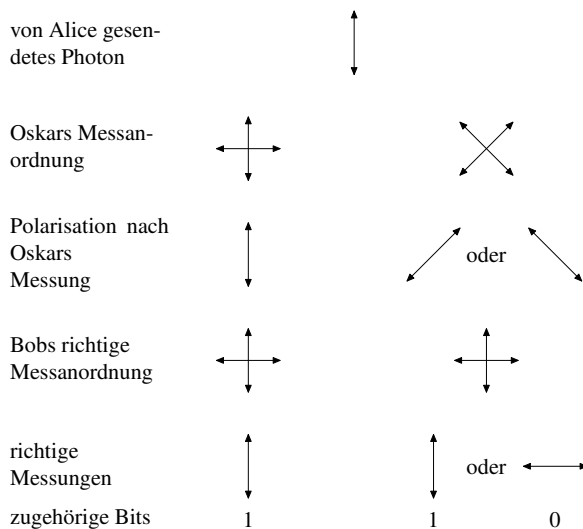 von Alice gesen-
detes Photon
Oskars Messan-
ordnung
Polarisation nach
Oskars
Messung
oder
Bobs richtige
Messanordnung
richtige
Messungen
oder
zugehörige Bits 1 1 0